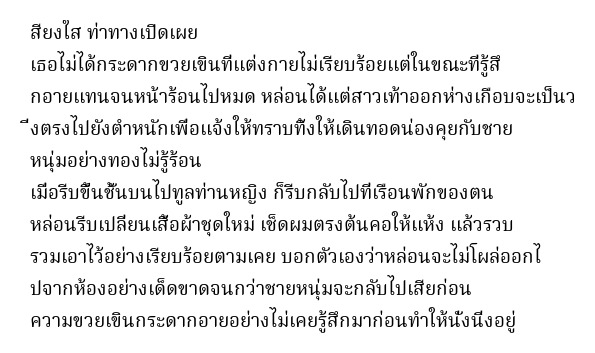 สียงใส ท่าทางเปิดเผย
เธอไม่ได้กระดากขวยเขินที่แต่งกายไม่เรียบร้อยแต่ในขณะที่รู้สึ
กอายแทนจนหน้าร้อนไปหมด หล่อนได้แต่สาวเท้าออกห่างเกือบจะเป็นว
ิ่งตรงไปยังตำหนักเพื่อแจ้งให้ทราบทิ้งให้เดินทอดน่องคุยกับชาย
หนุ่มอย่างทองไม่รู้ร้อน
เมื่อรีบขึ้นชั้นบนไปทูลท่านหญิง ก็รีบกลับไปที่เรือนพักของตน
หล่อนรีบเปลี่ยนเสื้อผ้าชุดใหม่ เช็ดผมตรงต้นคอให้แห้ง แล้วรวบ
รวมเอาไว้อย่างเรียบร้อยตามเคย บอกตัวเองว่าหล่อนจะไม่โผล่ออกไ
ปจากห้องอย่างเด็ดขาดจนกว่าชายหนุ่มจะกลับไปเสียก่อน
ความขวยเขินกระดากอายอย่างไม่เคยรู้สึกมาก่อนทำให้นั่งนิ่งอยู่